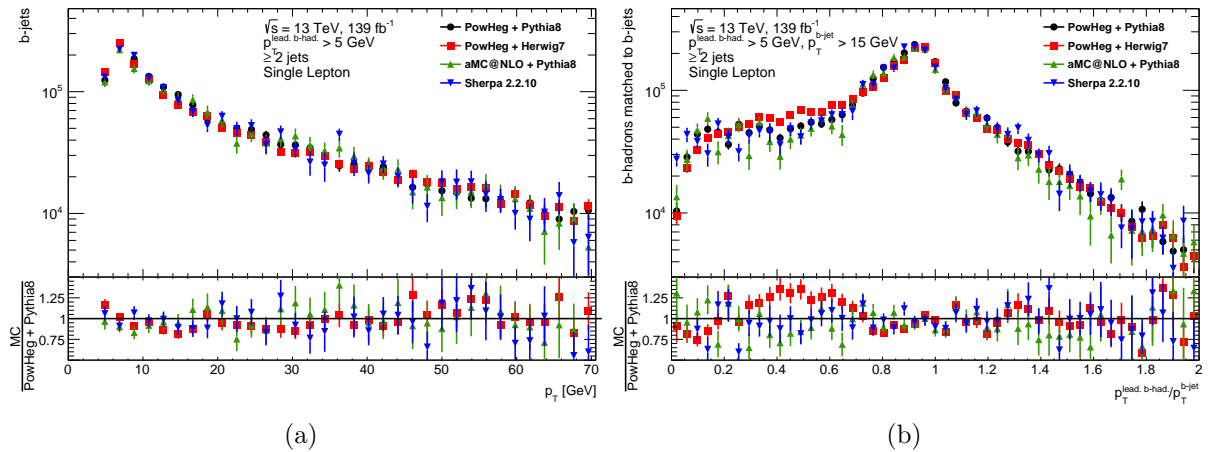 b-jets
√s = 13 TeV, 139 fb⁻¹
p_T^{lead. b-had.} > 5 GeV
≥2 jets
Single Lepton
PowHeg + Pythia8
PowHeg + Herwig7
aMC@NLO + Pythia8
Sherpa 2.2.10
10⁵
10⁴
MC
PowHeg + Pythia8
1.25
1
0.75
0 10 20 30 40 50 60 70
p_T [GeV]
(a)
b-hadrons matched to b-jets
√s = 13 TeV, 139 fb⁻¹
p_T^{lead. b-had.} > 5 GeV, p_T^{b-jet} > 15 GeV
≥2 jets
Single Lepton
PowHeg + Pythia8
PowHeg + Herwig7
aMC@NLO + Pythia8
Sherpa 2.2.10
10⁵
10⁴
MC
PowHeg + Pythia8
1.25
1
0.75
0 0.2 0.4 0.6 0.8 1 1.2 1.4 1.6 1.8 2
p_T^{lead. b-had.}/p_T^{b-jet}
(b)